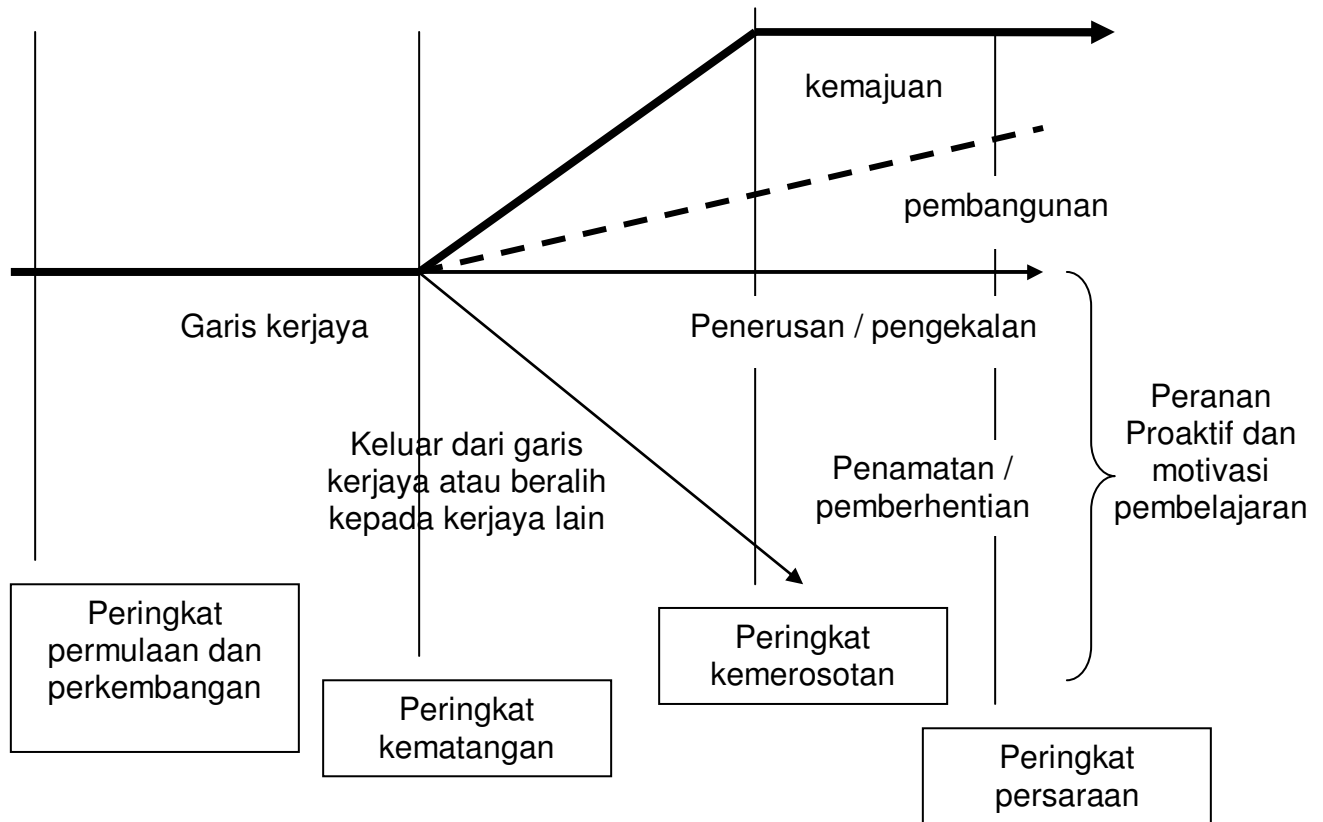 kemajuan
pembangunan
Garis kerjaya
Penerusan / pengekalan
Keluar dari garis
kerjaya atau beralih
kepada kerjaya lain
Penamatan /
pemberhentian
Peranan
Proaktif dan
motivasi
pembelajaran
Peringkat
permulaan dan
perkembangan
Peringkat
kematangan
Peringkat
kemerosotan
Peringkat
persaraan